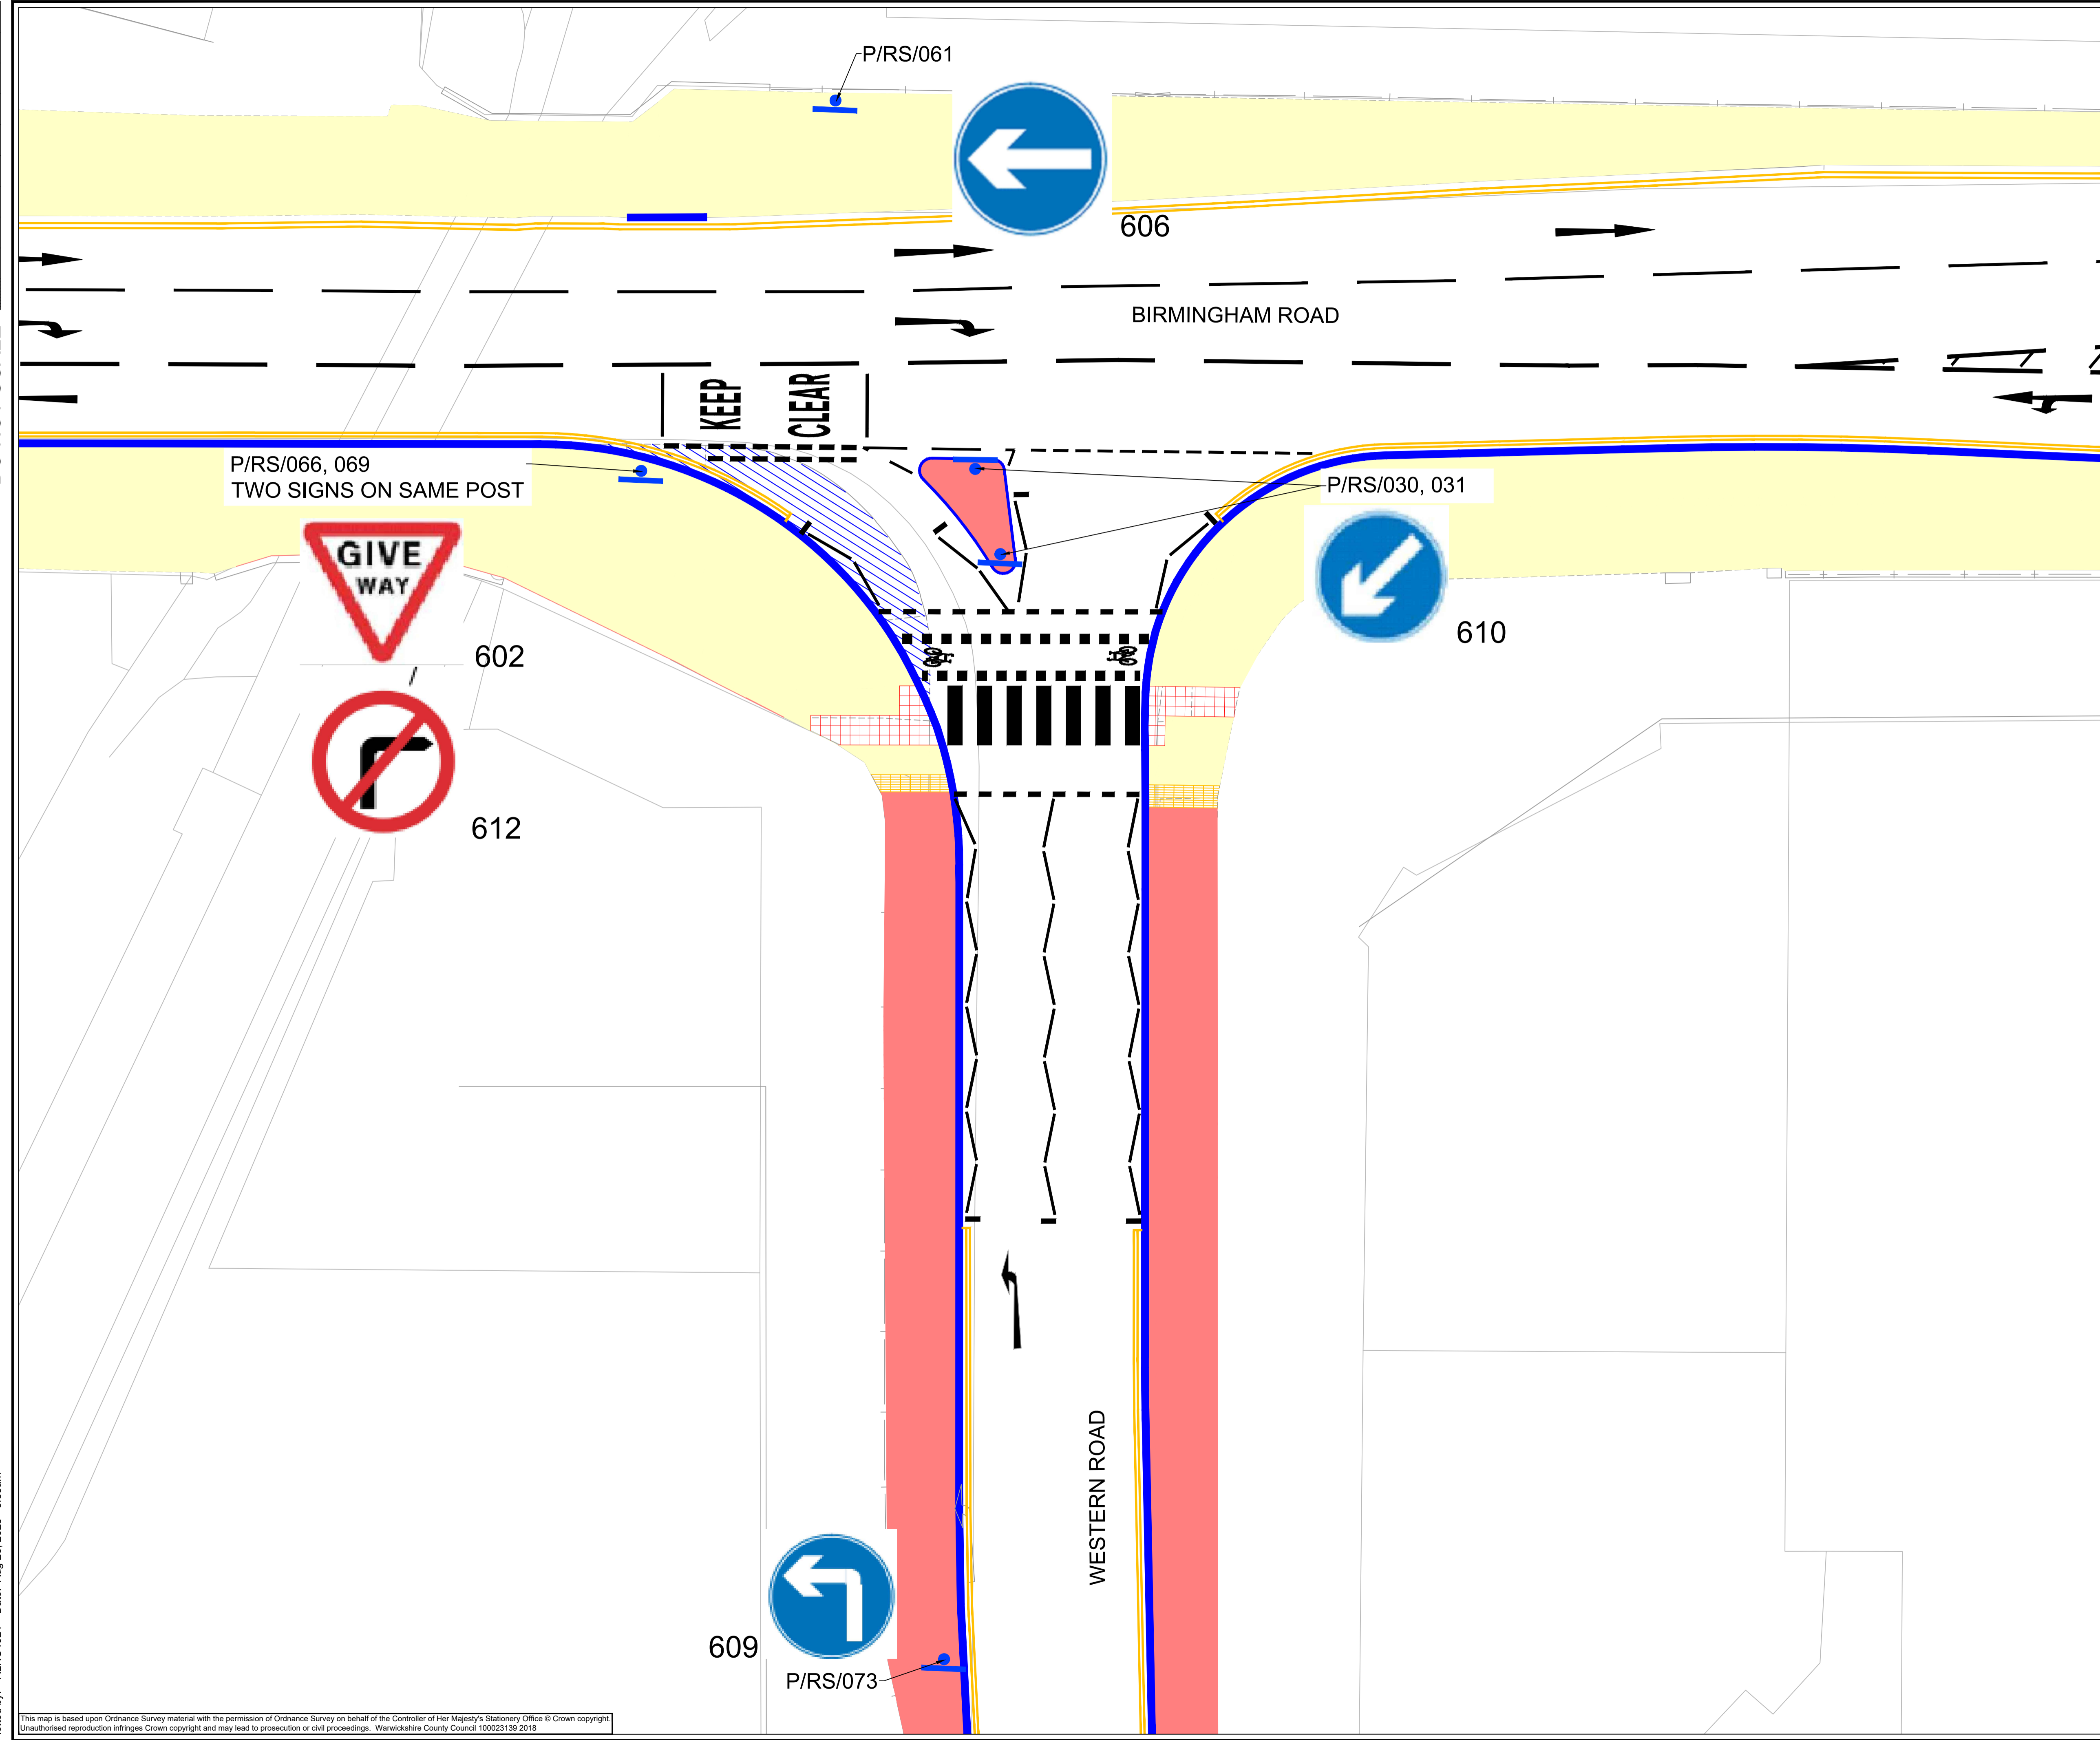 P/RS/061
606
BIRMINGHAM ROAD
KEEP
CLEAR
P/RS/066, 069
TWO SIGNS ON SAME POST
P/RS/030, 031
GIVE
WAY
602
610
612
WESTERN ROAD
609
P/RS/073
This map is based upon Ordnance Survey material with the permission of Ordnance Survey on behalf of the Controller of Her Majesty's Stationery Office © Crown copyright.
Unauthorised reproduction infringes Crown copyright and may lead to prosecution or civil proceedings. Warwickshire County Council 100023139 2018